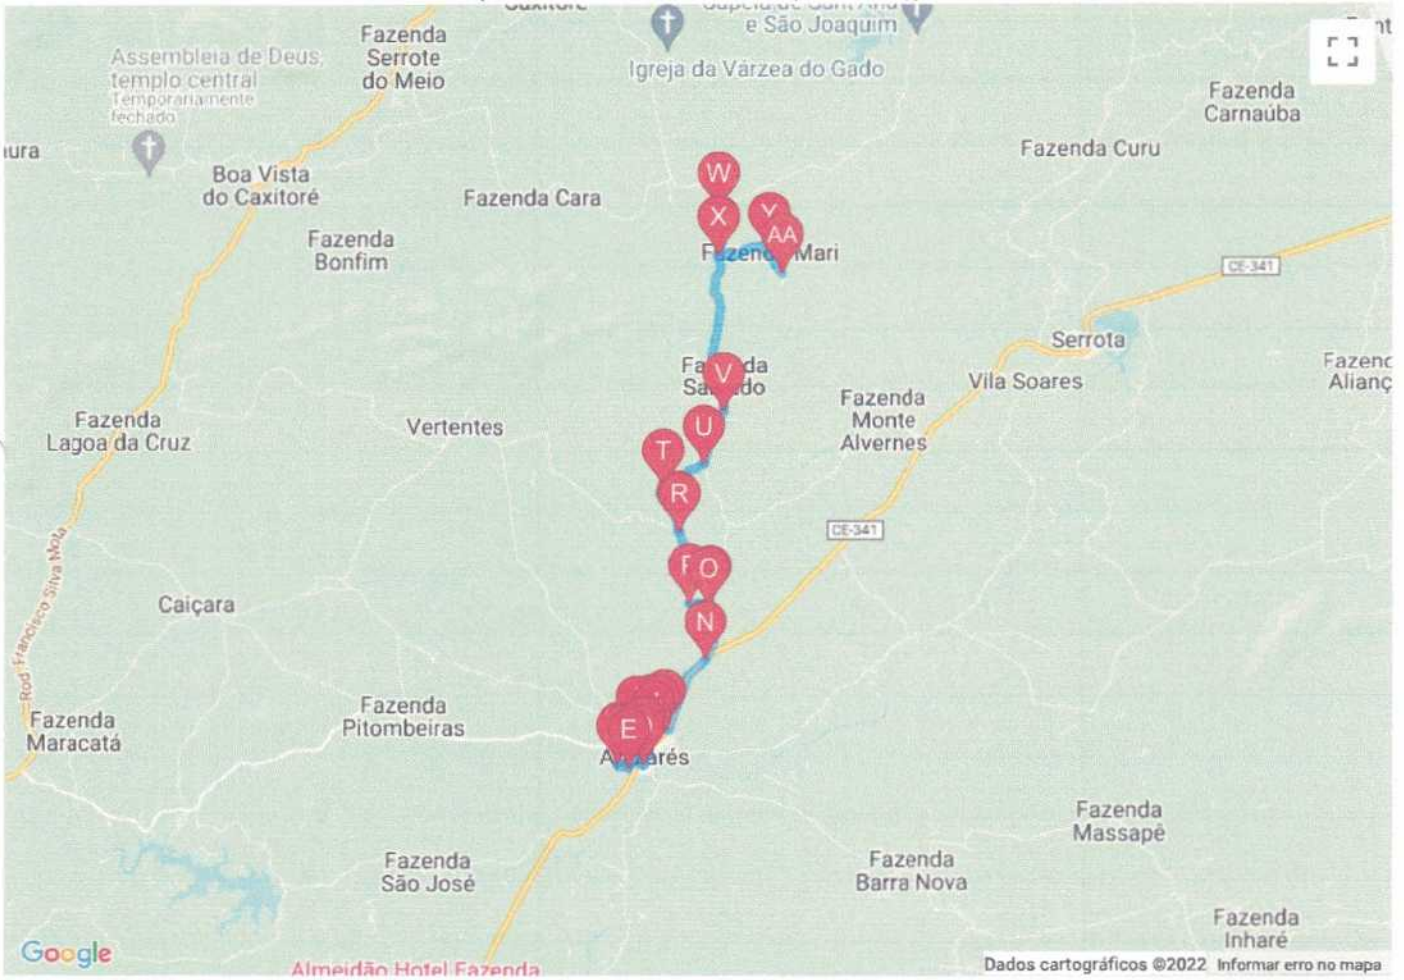 e São Joaquim
Fazenda
Serrote
do Meio
Assembleia de Deus,
templo central
Temporariamente
fechado
Igreja da Várzea do Gado
Fazenda
Carnaúba
Fazenda Curu
Boa Vista
do Caxitoré
Fazenda Cara
W
X
Y
AA
Fazenda Mari
Fazenda
Bonfim
CE-341
Serrota
Vila Soares
V
Fazenda
Monte
Alvernes
Fazenda
Lagoa da Cruz
Vertentes
U
T
R
CE-341
P
O
N
Rod. Francisco Silva Mota
Caiçara
Fazenda
Pitombeiras
Fazenda
Maracatá
E
Fazenda
Massapê
Fazenda
São José
Fazenda
Barra Nova
Fazenda
Inharé
Google
Almeidão Hotel Fazenda
Dados cartográficos ©2022 Informar erro no mapa